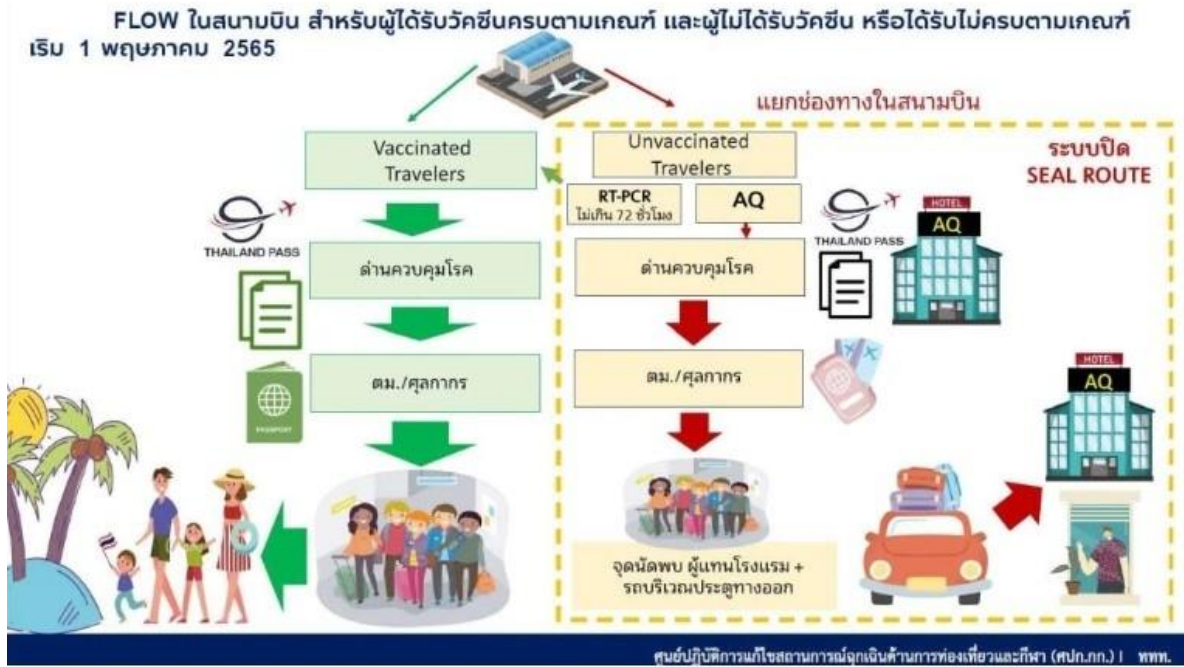 FLOW ในสนามบิน สำหรับผู้ได้รับวัคซีนครบตามเกณฑ์ และผู้ไม่ได้รับวัคซีน หรือได้รับไม่ครบตามเกณฑ์
เริ่ม 1 พฤษภาคม 2565
แยกช่องทางในสนามบิน
Vaccinated
Travelers
THAILAND PASS
ด่านควบคุมโรค
ตม./ศุลกากร
PASSPORT
Unvaccinated
Travelers
RT-PCR
ไม่เกิน 72 ชั่วโมง
AQ
THAILAND PASS
ด่านควบคุมโรค
ตม./ศุลกากร
จุดนัดพบ ผู้แทนโรงแรม +
รถบริเวณประตูทางออก
ระบบปิด
SEAL ROUTE
HOTEL
AQ
HOTEL
AQ
ศูนย์ปฏิบัติการแก้ไขสถานการณ์ฉุกเฉินด้านการท่องเที่ยวและกีฬา (ศปก.กก.) | ททท.